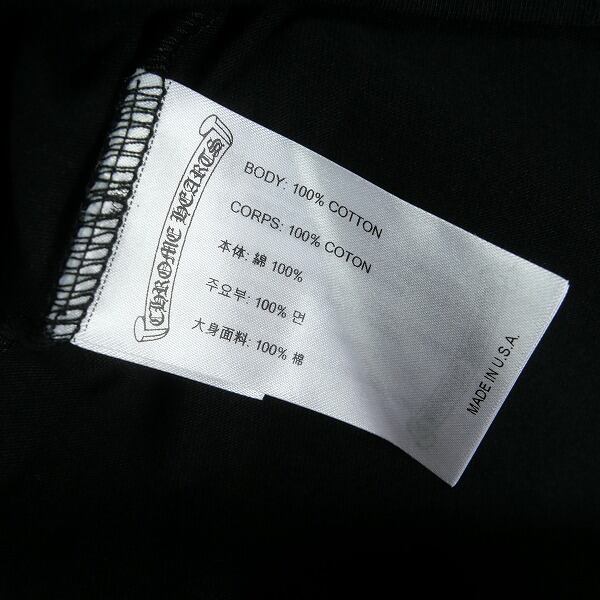 CHROME HEARTS
BODY: 100% COTTON
CORPS: 100% COTON
本体: 綿 100%
주요부: 100% 면
大身面料: 100% 棉
MADE IN U.S.A.